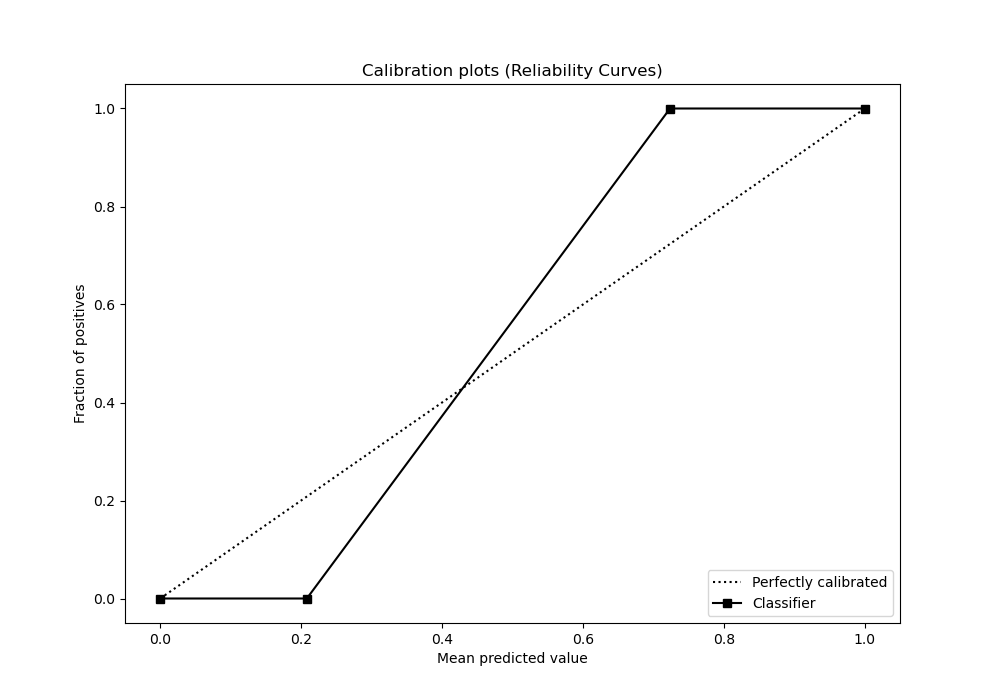 Calibration plots (Reliability Curves)
1.0
0.8
0.6
0.4
0.2
0.0
Fraction of positives
Perfectly calibrated
Classifier
0.0 0.2 0.4 0.6 0.8 1.0
Mean predicted value